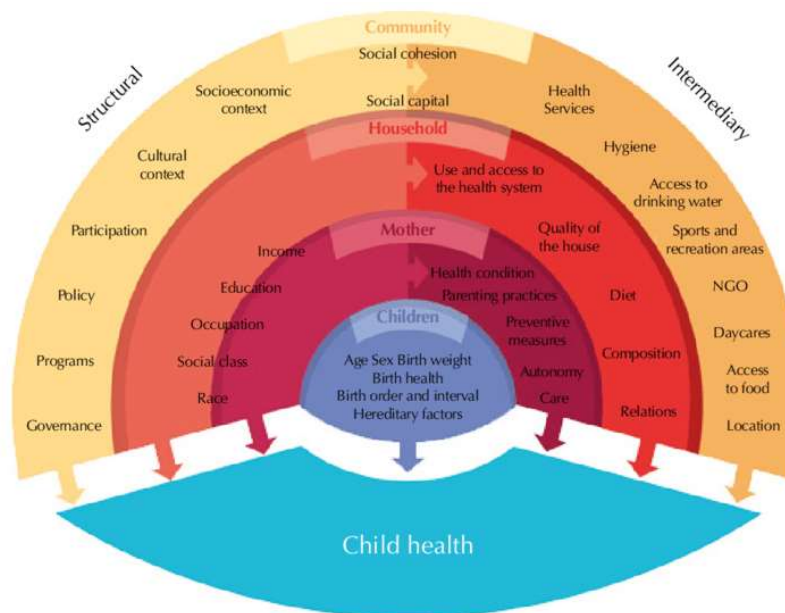 Community
Social cohesion
Social capital
Structural
Socioeconomic
context
Cultural
context
Participation
Policy
Programs
Governance
Intermediary
Health
Services
Hygiene
Access to
drinking water
Sports and
recreation areas
NGO
Daycares
Access
to food
Location
Household
Use and access to
the health system
Quality of
the house
Diet
Composition
Relations
Mother
Income
Education
Occupation
Social class
Race
Health condition
Parenting practices
Preventive
measures
Autonomy
Care
Children
Age Sex Birth weight
Birth health
Birth order and interval
Hereditary factors
Child health